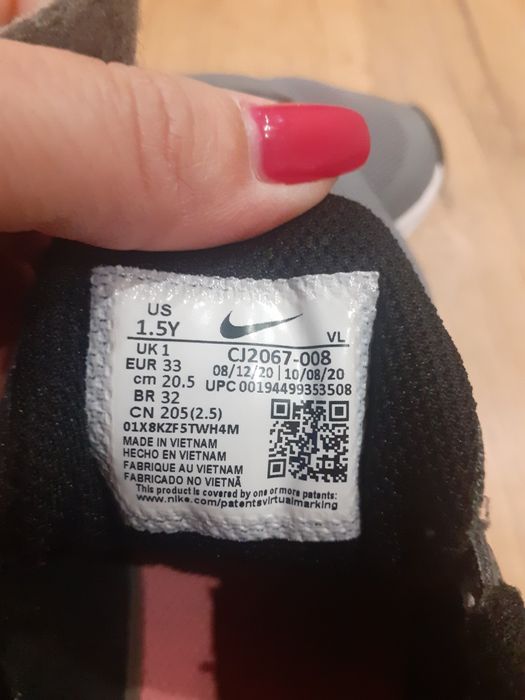 US
1.5Y
VL
UK 1
CJ2067-008
EUR 33
08/12/20 | 10/08/20
cm 20.5
UPC 00194499353508
BR 32
CN 205(2.5)
01X8KZF5TWH4M
MADE IN VIETNAM
HECHO EN VIETNAM
FABRIQUE AU VIETNAM
FABRICADO NO VIETNÃ
This product is covered by one or more patents:
www.nike.com/patentsvirtualmarking